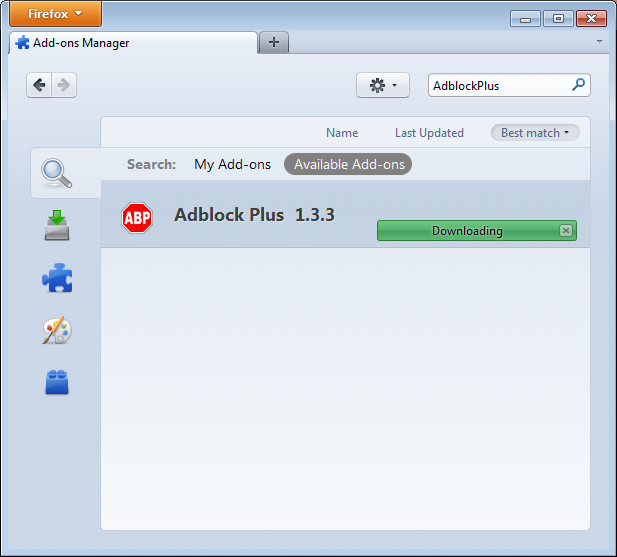 Firefox
Add-ons Manager
AdblockPlus
Name Last Updated Best match
Search: My Add-ons Available Add-ons
ABP Adblock Plus 1.3.3
Downloading